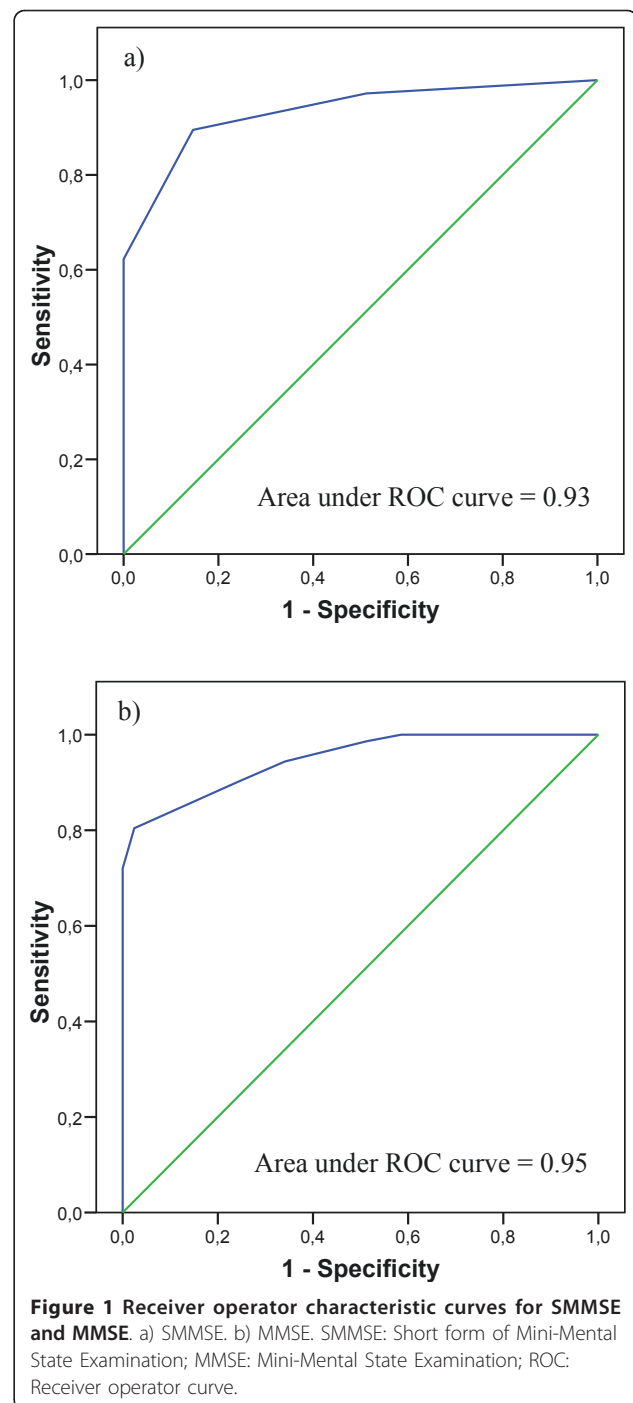 a)
1,0
0,8
0,6
0,4
0,2
0,0
Sensitivity
Area under ROC curve = 0.93
0,0 0,2 0,4 0,6 0,8 1,0
1 - Specificity
b)
1,0
0,8
0,6
0,4
0,2
0,0
Sensitivity
Area under ROC curve = 0.95
0,0 0,2 0,4 0,6 0,8 1,0
1 - Specificity
Figure 1 Receiver operator characteristic curves for SMMSE
and MMSE. a) SMMSE. b) MMSE. SMMSE: Short form of Mini-Mental
State Examination; MMSE: Mini-Mental State Examination; ROC:
Receiver operator curve.